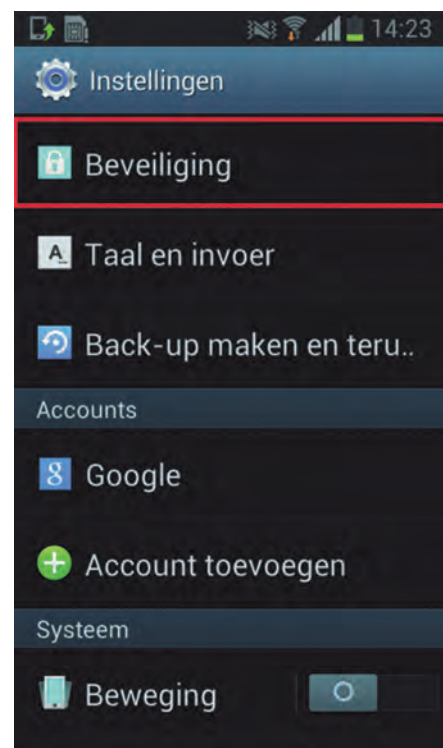 14:23
Instellingen
Beveiliging
Taal en invoer
Back-up maken en teru..
Accounts
Google
Account toevoegen
Systeem
Beweging